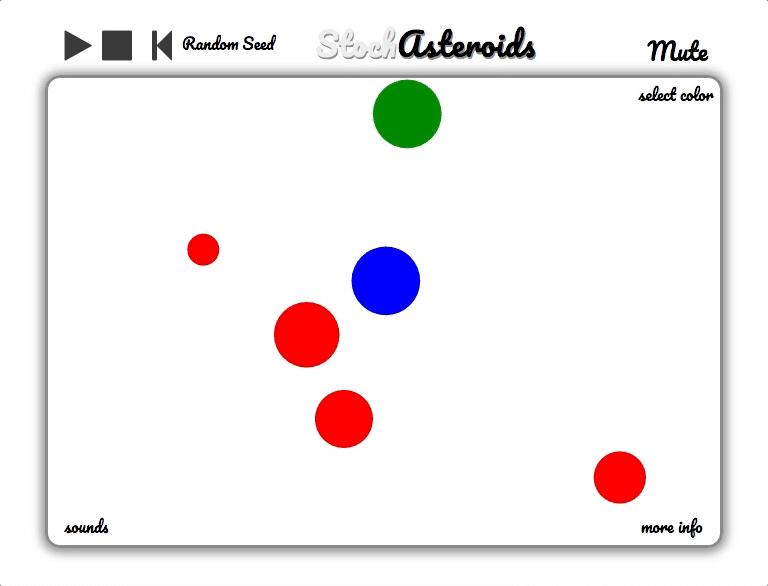 Random Seed
StochAsteroids
Mute
select color
sounds
more info